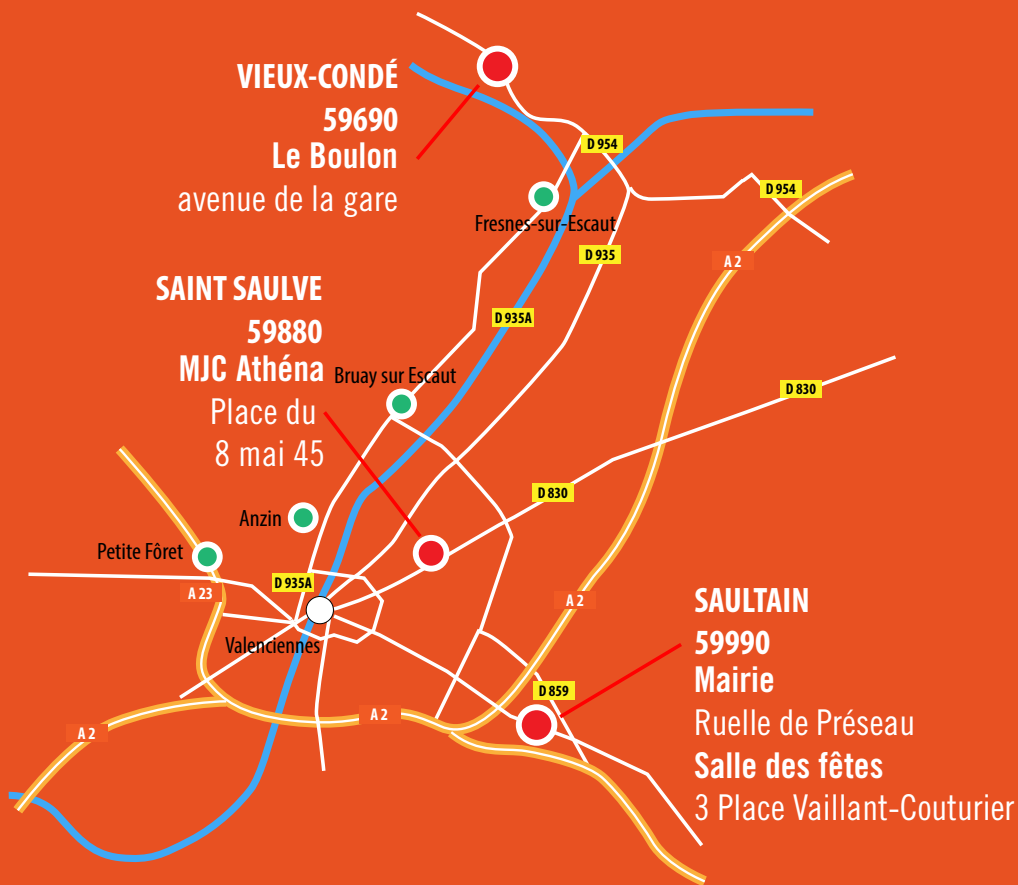 VIEUX-CONDÉ
59690
Le Boulon
avenue de la gare
D 954
D 954
Fresnes-sur-Escaut
D 935
A 2
SAINT SAULVE
59880
MJC Athéna
Place du
8 mai 45
D 935A
Bruay sur Escaut
D 830
D 830
Anzin
Petite Fôret
D 935A
A 23
A 2
Valenciennes
SAULTAIN
59990
Mairie
Ruelle de Préseau
Salle des fêtes
3 Place Vaillant-Couturier
D 859
A 2
A 2